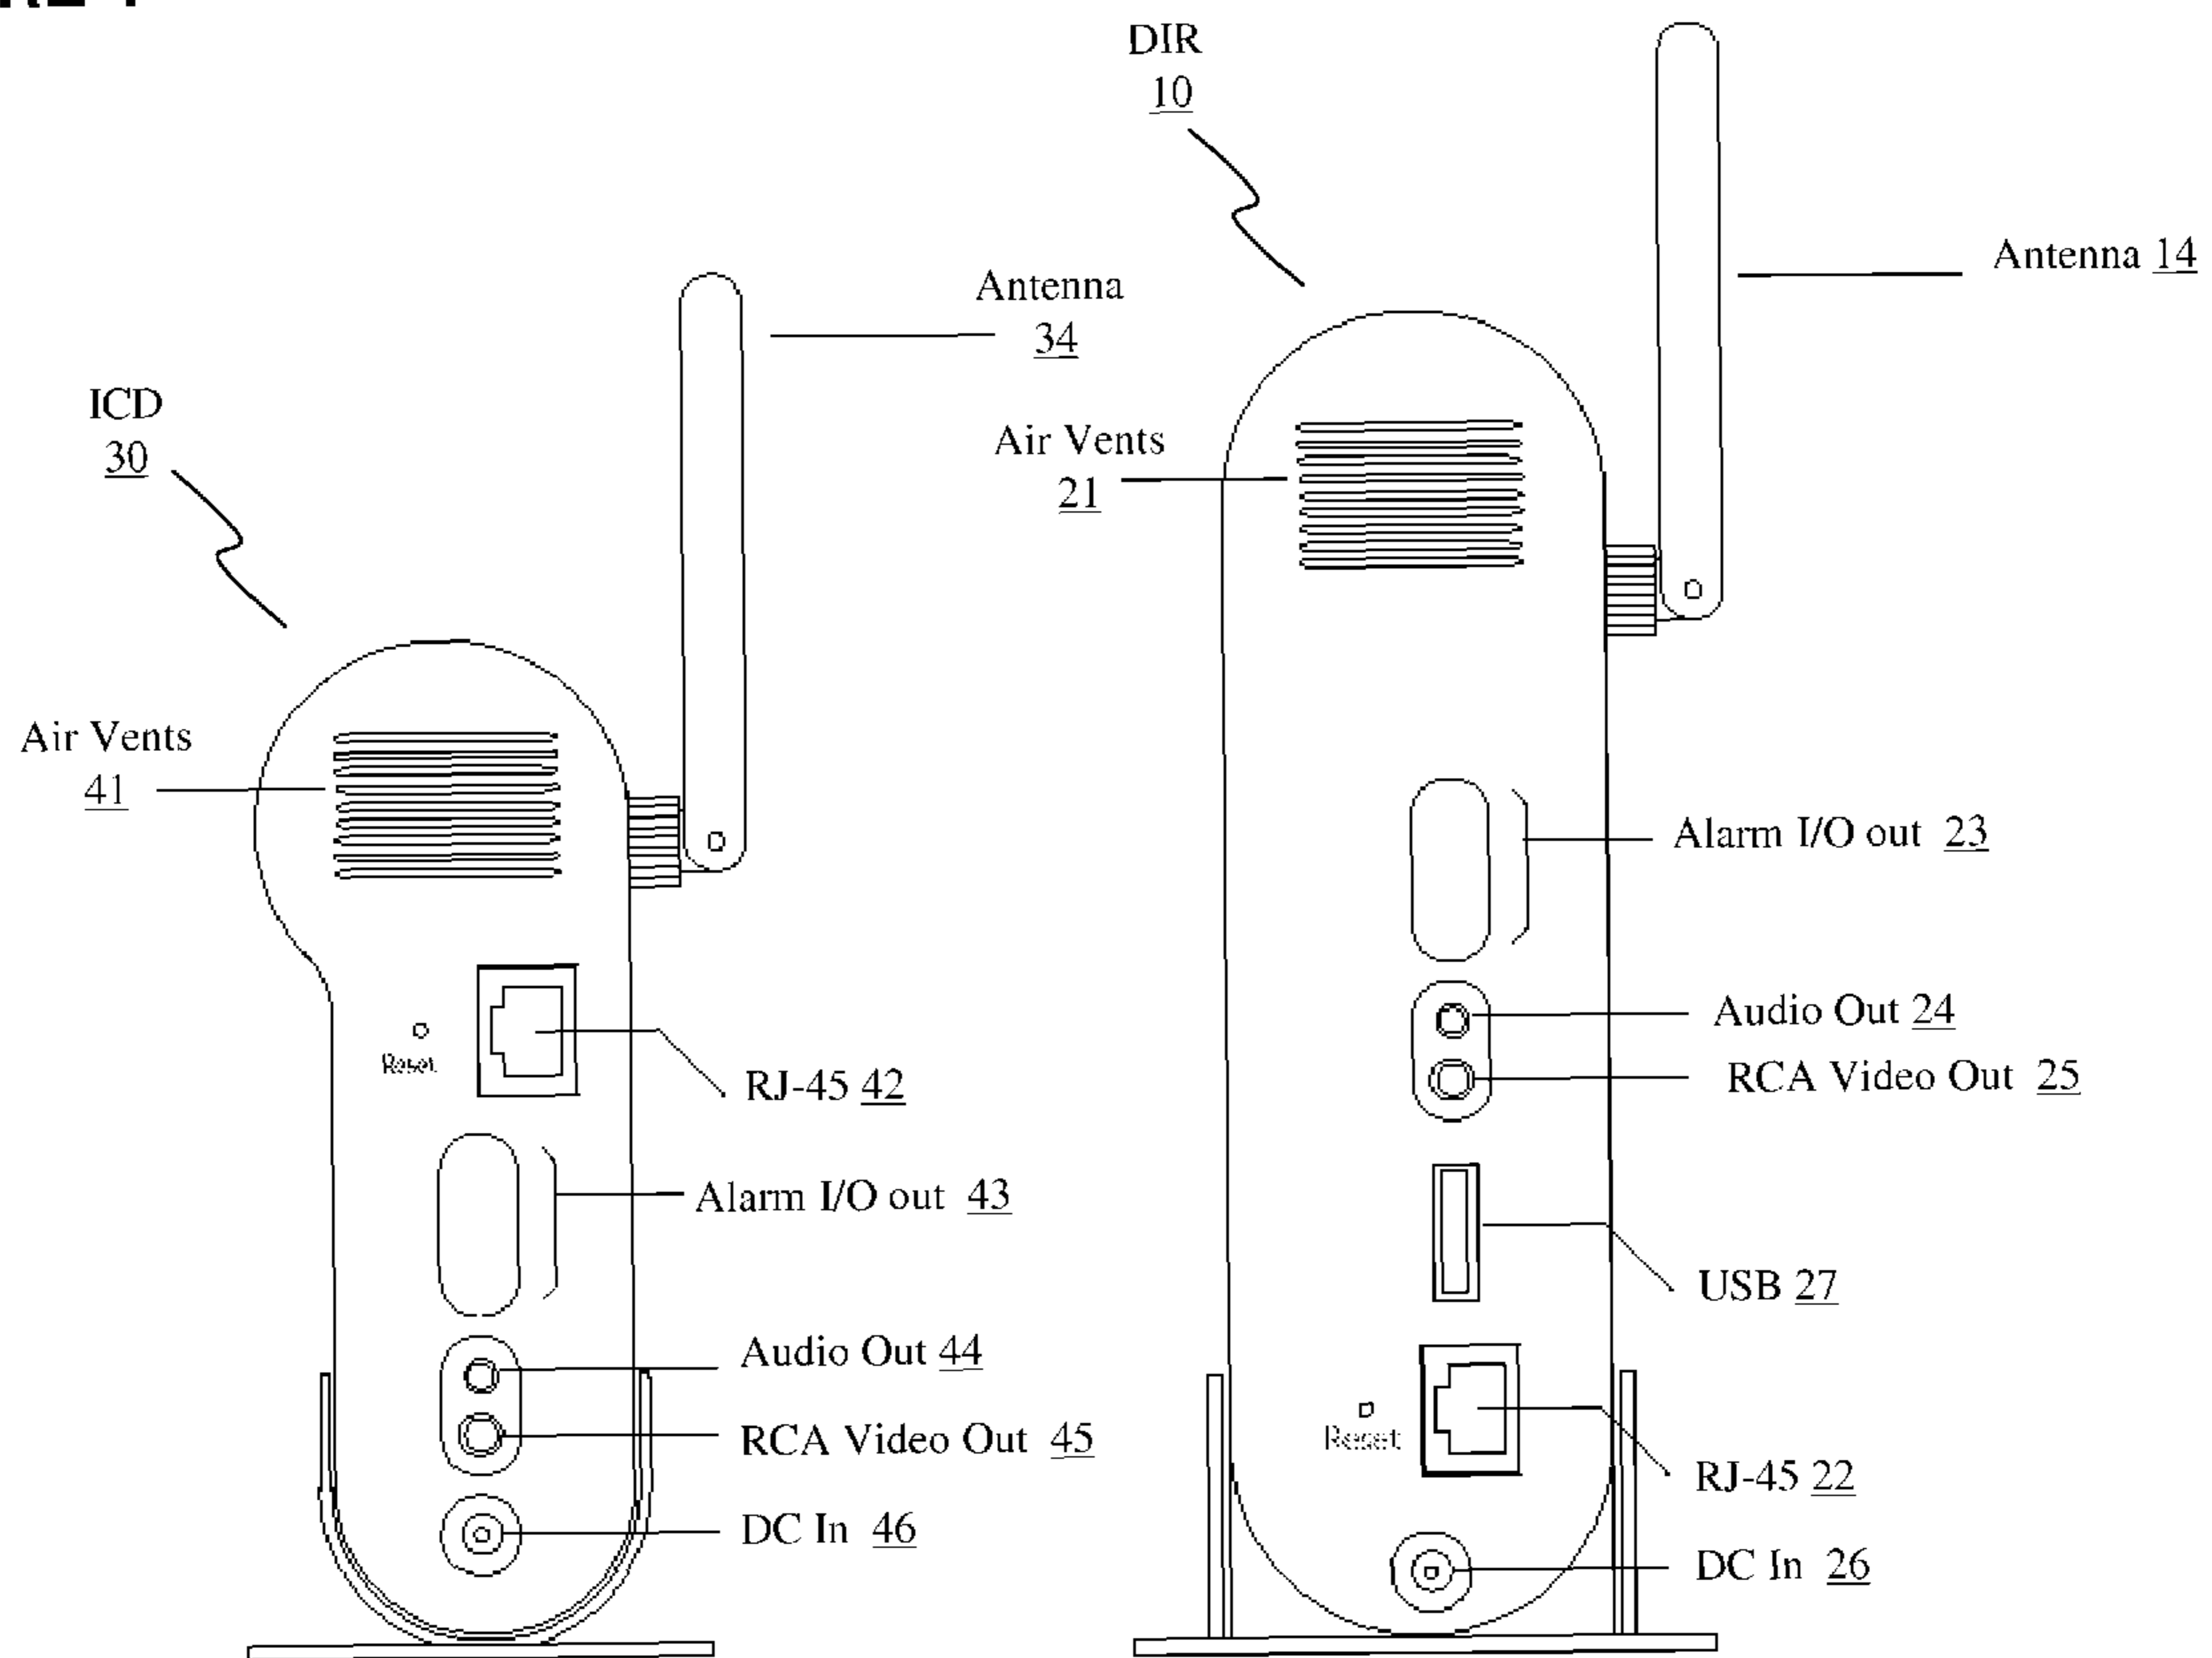 DIR
10
Antenna 14
Antenna
34
ICD
30
Air Vents
21
Air Vents
41
Alarm I/O out 23
Audio Out 24
RCA Video Out 25
Reset
RJ-45 42
Alarm I/O out 43
USB 27
Audio Out 44
RCA Video Out 45
Reset
RJ-45 22
DC In 46
DC In 26